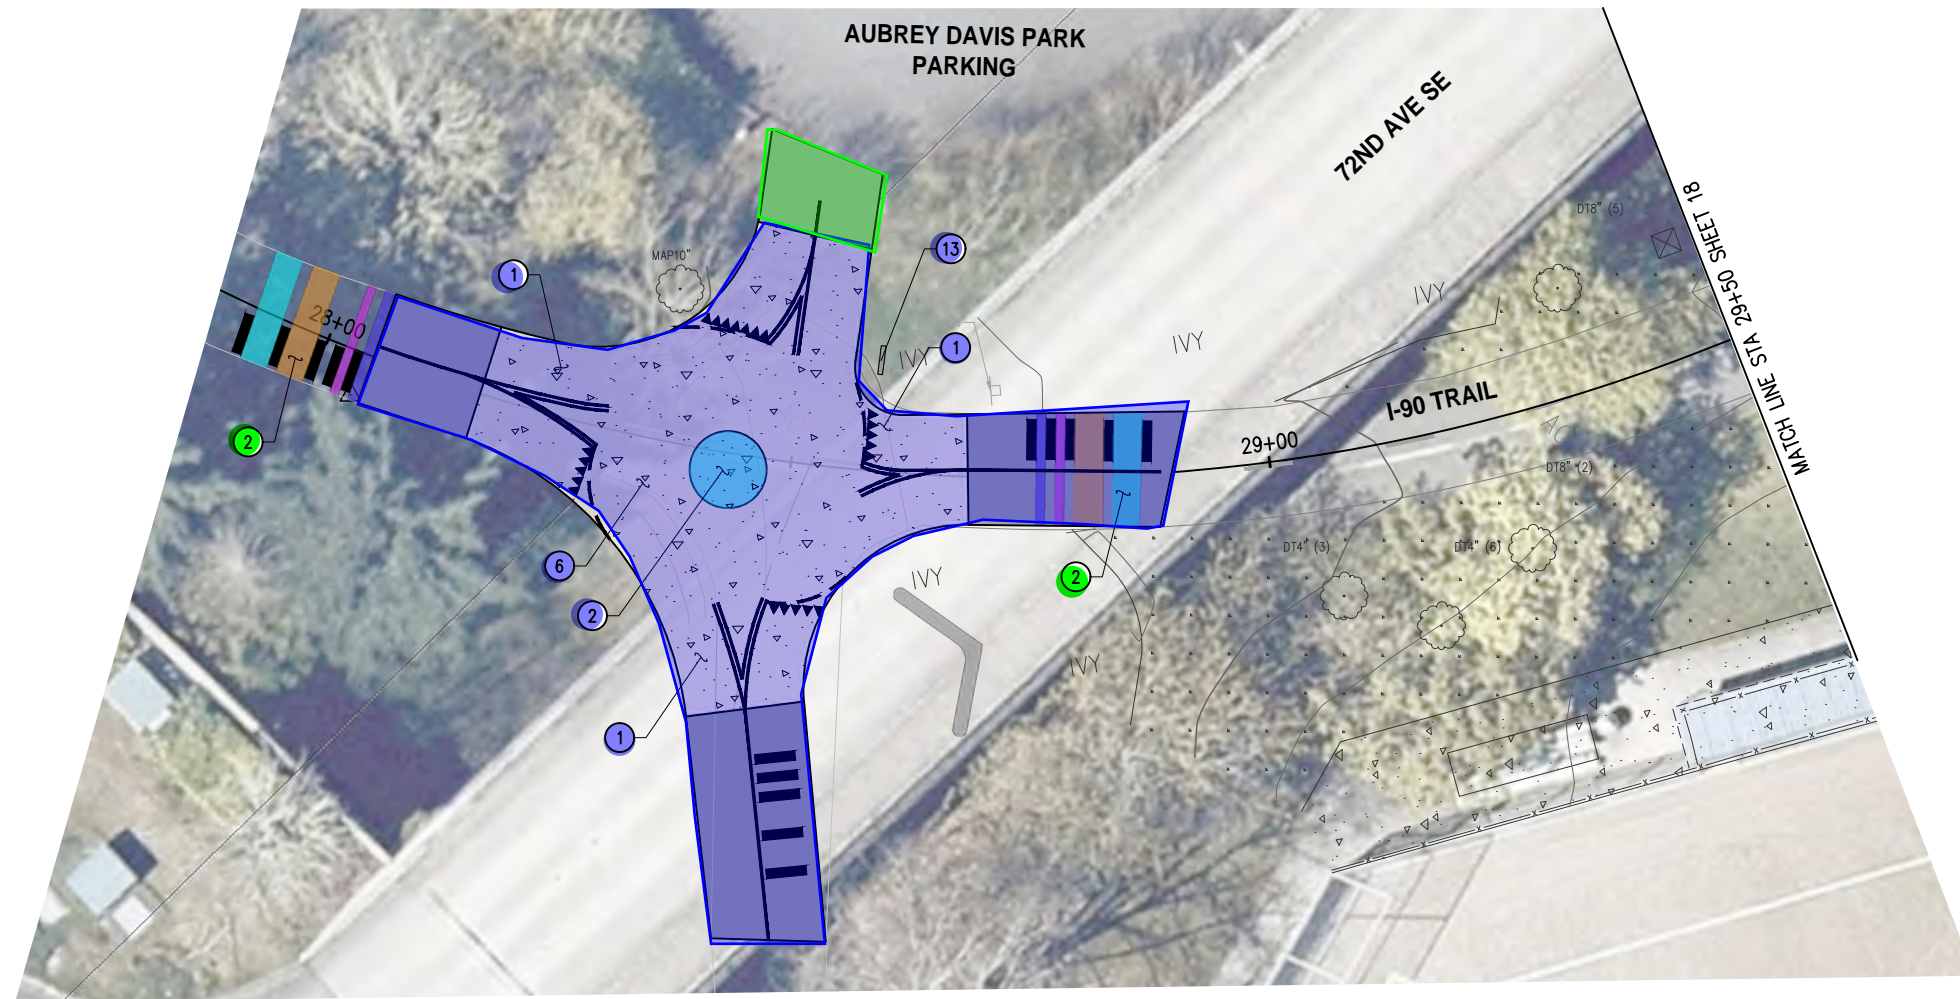 AUBREY DAVIS PARK
PARKING
72ND AVE SE
MATCH LINE STA 29+50 SHEET 18
DT8" (5)
13
MAP10"
1
IVY
28+00
IVY
IVY
1
I-90 TRAIL
29+00
AC
2
DT8" (2)
DT4" (3)
DT4" (6)
6
2
IVY
2
IVY
1